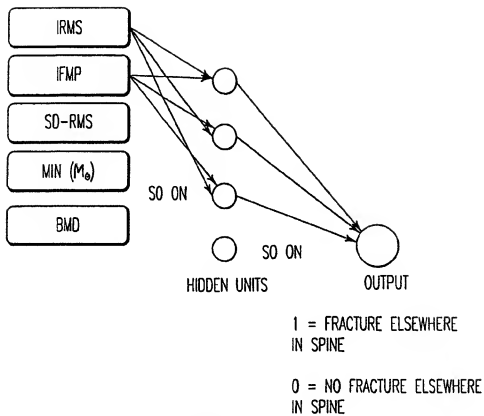 IRMS
IFMP
SD-RMS
MIN (Mθ)
BMD
SO ON
SO ON
HIDDEN UNITS
OUTPUT
1 = FRACTURE ELSEWHERE
IN SPINE
0 = NO FRACTURE ELSEWHERE
IN SPINE